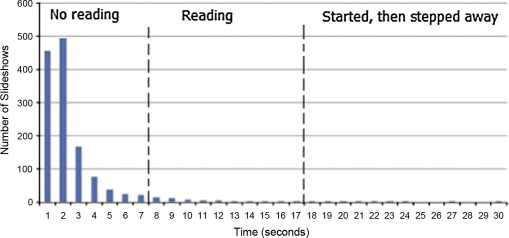 No reading
Reading
Started, then stepped away
Number of Slideshows
600
500
400
300
200
100
0
1 2 3 4 5 6 7 8 9 10 11 12 13 14 15 16 17 18 19 20 21 22 23 24 25 26 27 28 29 30
Time (seconds)